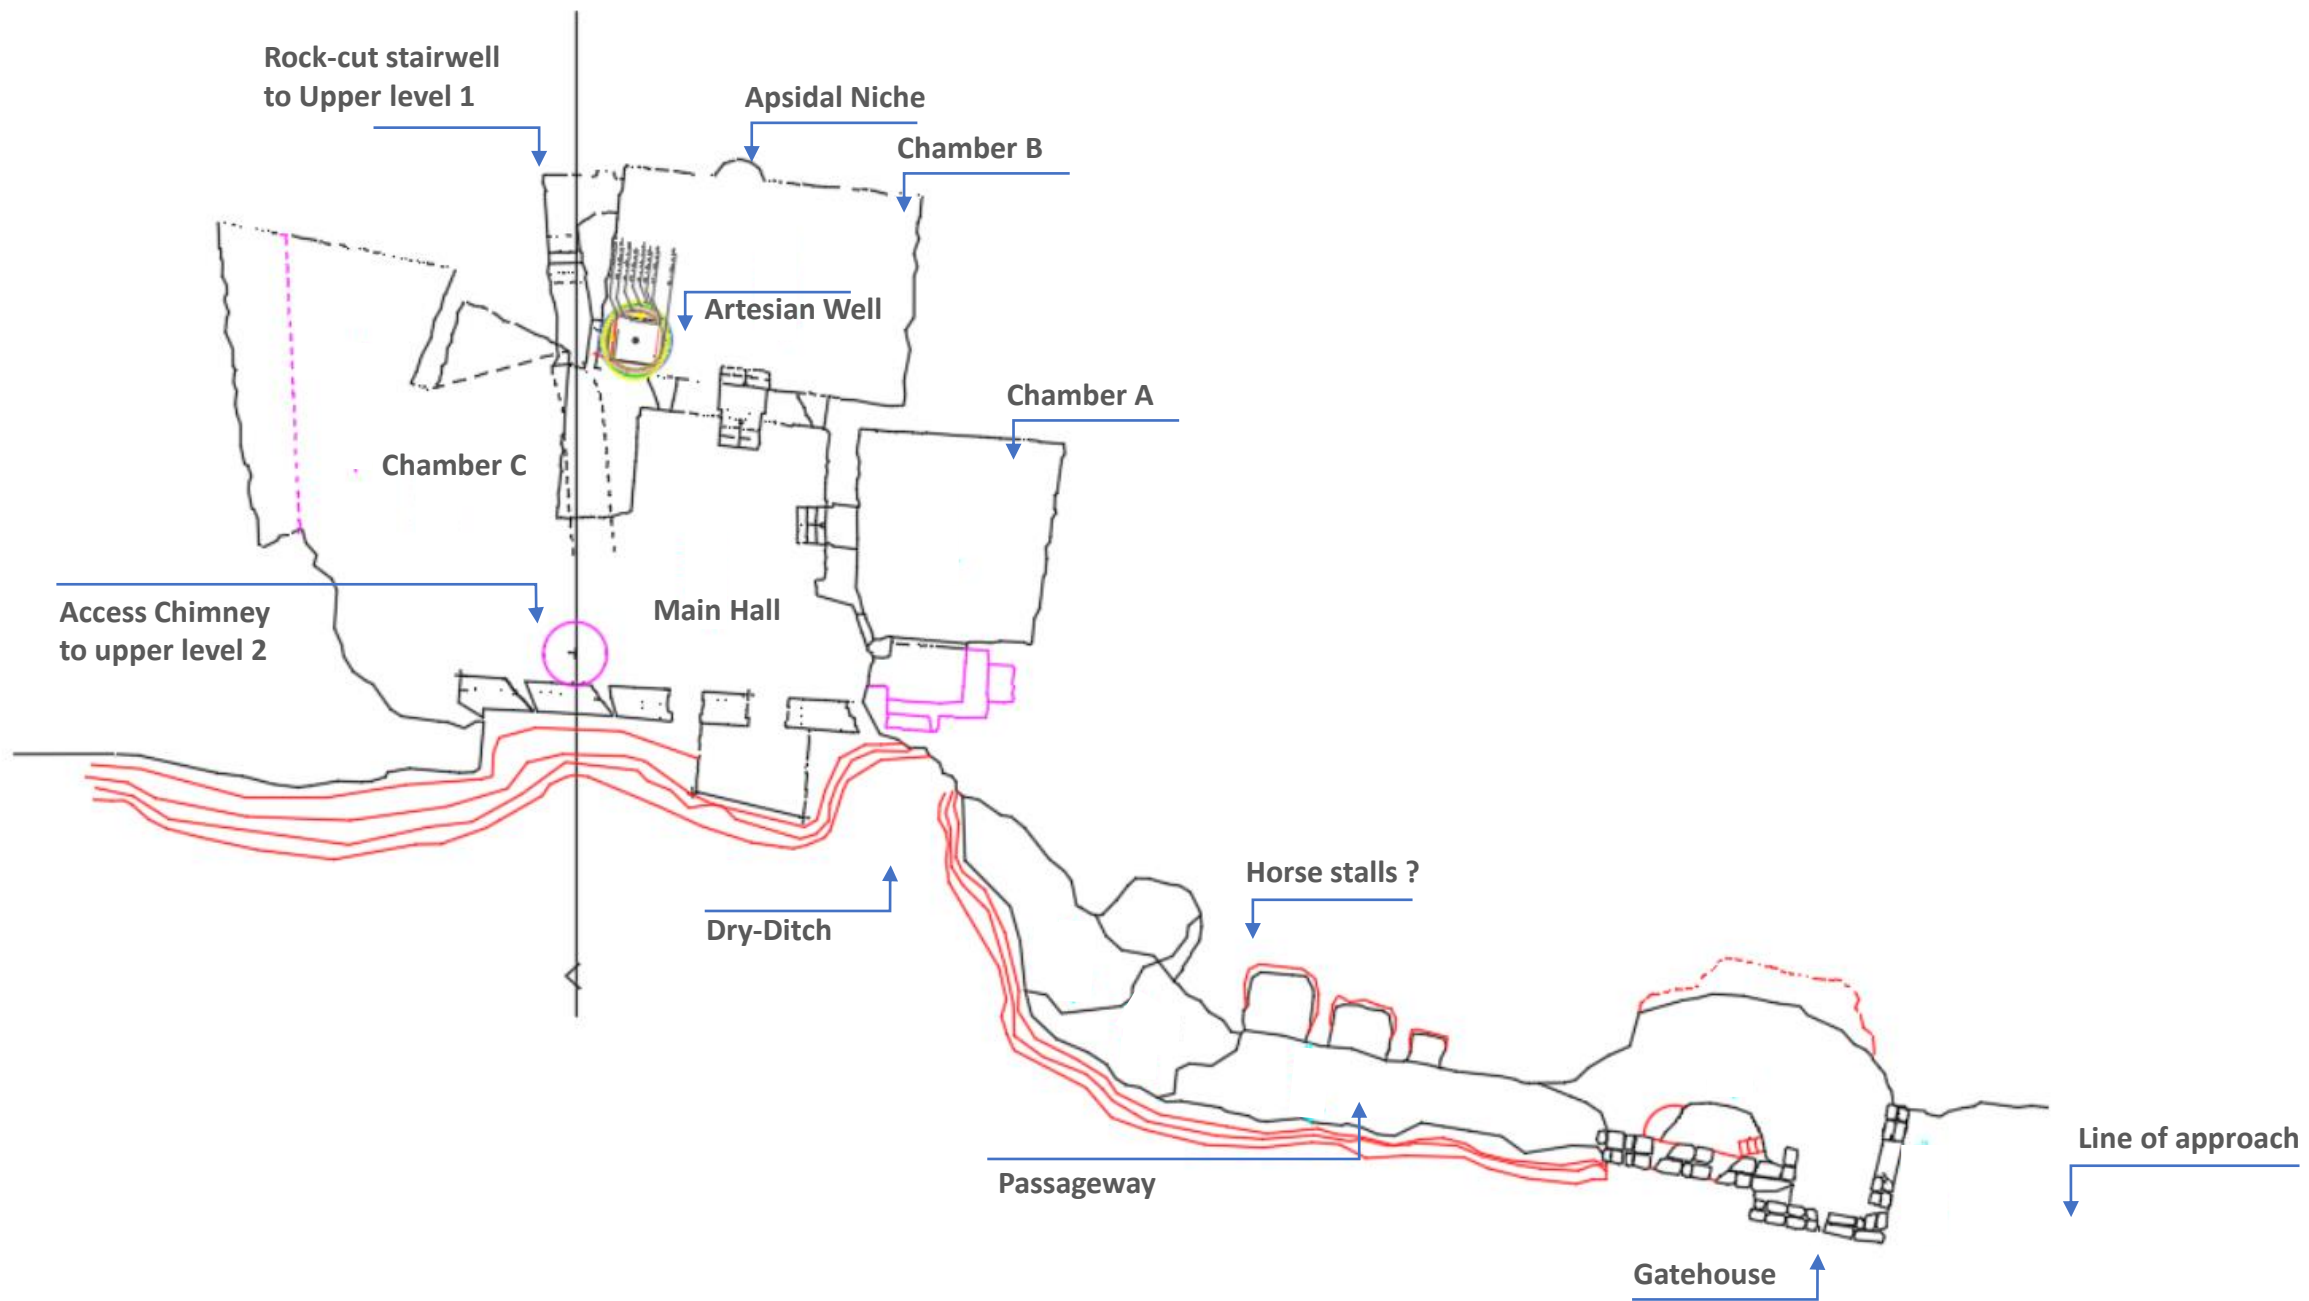 Rock-cut stairwell
to Upper level 1
Apsidal Niche
Chamber B
Artesian Well
Chamber A
Chamber C
Access Chimney
to upper level 2
Main Hall
Horse stalls ?
Dry-Ditch
Line of approach
Passageway
Gatehouse